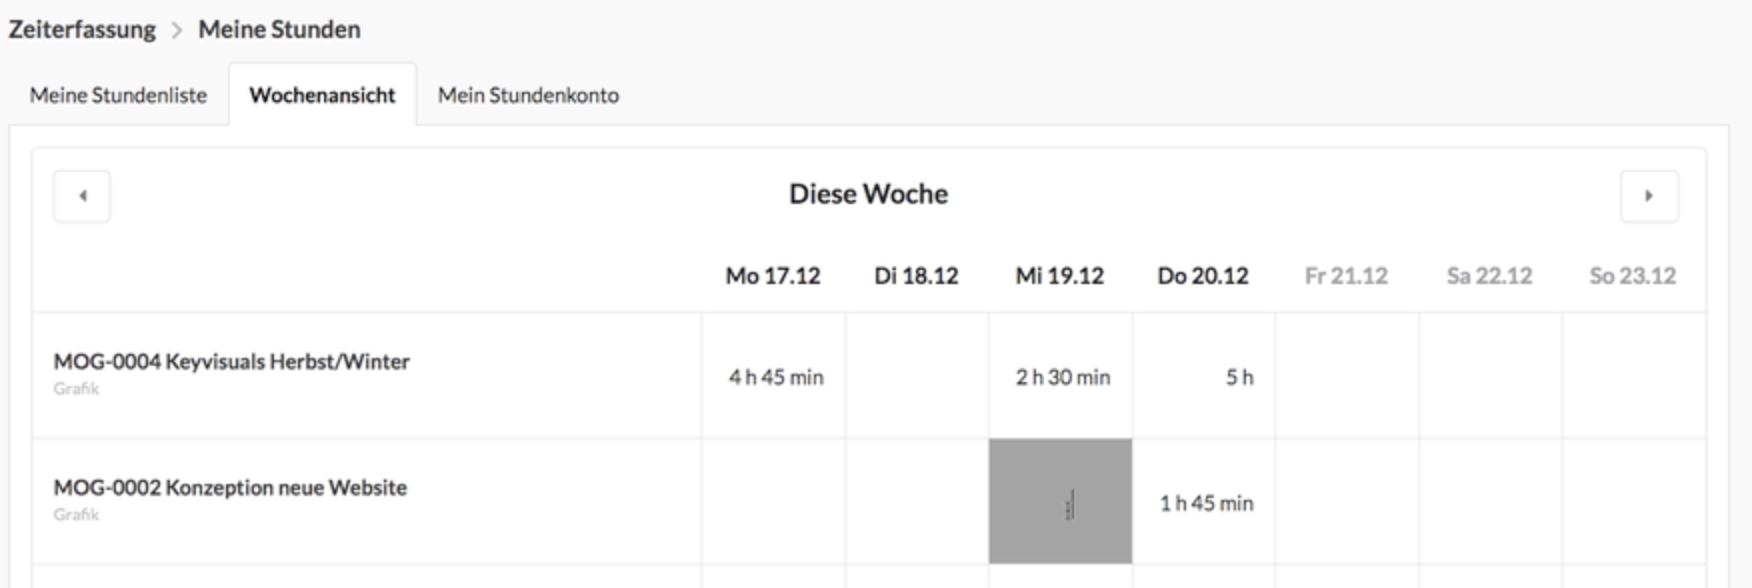 Zeiterfassung > Meine Stunden
Meine Stundenliste Wochenansicht Mein Stundenkonto
Diese Woche
Mo 17.12 Di 18.12 Mi 19.12 Do 20.12 Fr 21.12 Sa 22.12 So 23.12
MOG-0004 Keyvisuals Herbst/Winter
Grafik
4 h 45 min 2 h 30 min 5 h
MOG-0002 Konzeption neue Website
Grafik
1 h 45 min